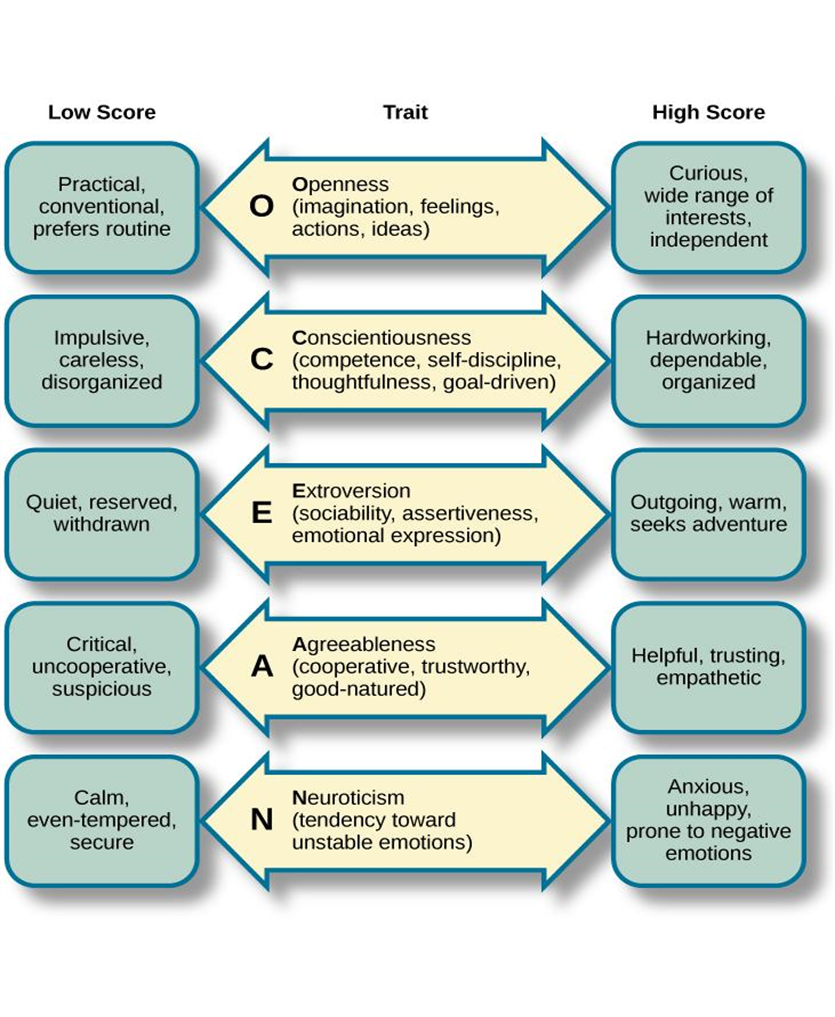 Low Score
Trait
High Score
Practical,
conventional,
prefers routine
O
Openness
(imagination, feelings,
actions, ideas)
Curious,
wide range of
interests,
independent
Impulsive,
careless,
disorganized
C
Conscientiousness
(competence, self-discipline,
thoughtfulness, goal-driven)
Hardworking,
dependable,
organized
Quiet, reserved,
withdrawn
E
Extroversion
(sociability, assertiveness,
emotional expression)
Outgoing, warm,
seeks adventure
Critical,
uncooperative,
suspicious
A
Agreeableness
(cooperative, trustworthy,
good-natured)
Helpful, trusting,
empathetic
Calm,
even-tempered,
secure
N
Neuroticism
(tendency toward
unstable emotions)
Anxious,
unhappy,
prone to negative
emotions